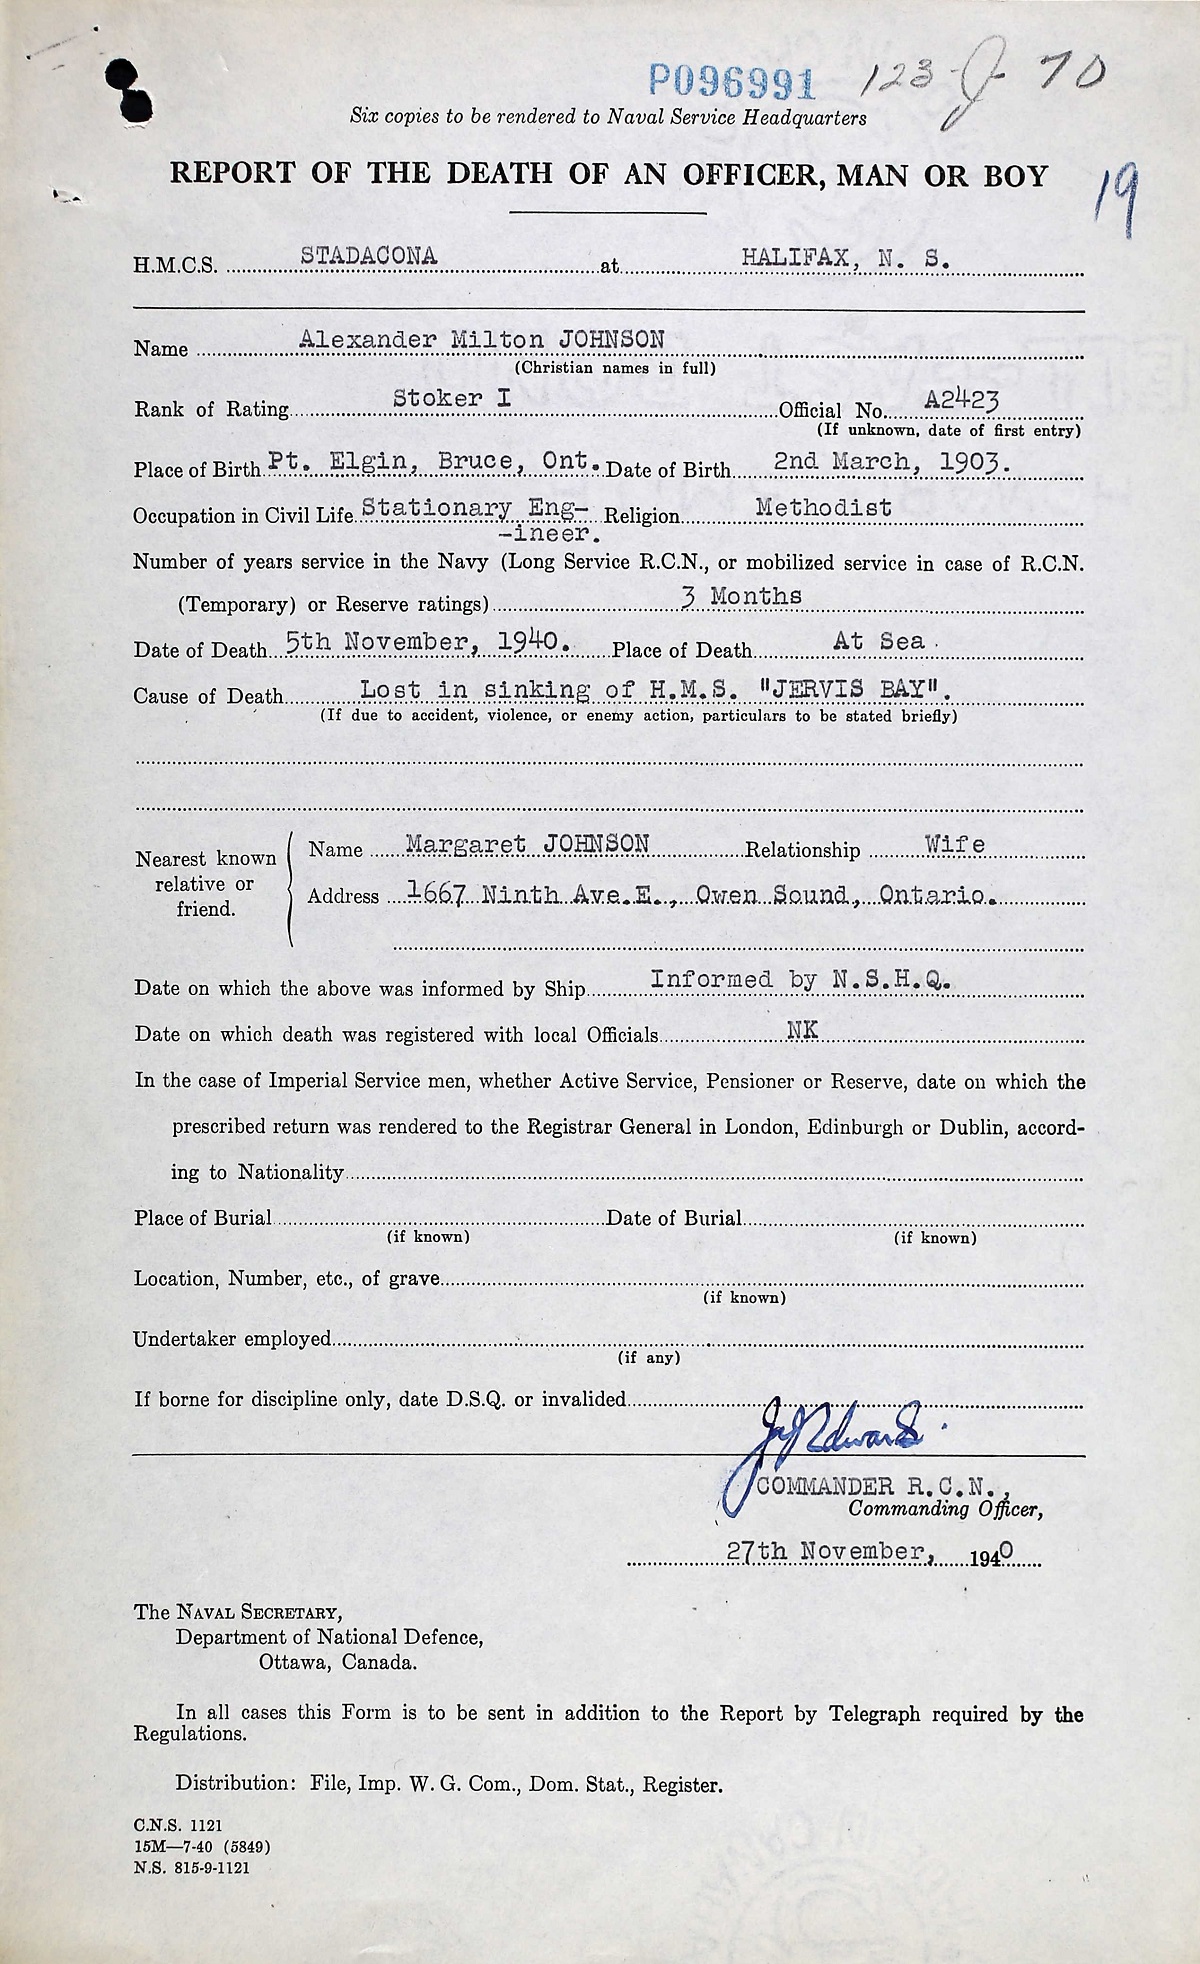 P096991 123-J-70
Six copies to be rendered to Naval Service Headquarters
REPORT OF THE DEATH OF AN OFFICER, MAN OR BOY
19
H.M.C.S. STADACONA at HALIFAX, N. S.
Name Alexander Milton JOHNSON
(Christian names in full)
Rank of Rating Stoker I Official No. A2423
(If unknown, date of first entry)
Place of Birth Pt. Elgin, Bruce, Ont. Date of Birth 2nd March, 1903.
Occupation in Civil Life Stationary Eng- Religion Methodist
-ineer.
Number of years service in the Navy (Long Service R.C.N., or mobilized service in case of R.C.N.
(Temporary) or Reserve ratings) 3 Months
Date of Death 5th November, 1940. Place of Death At Sea.
Cause of Death Lost in sinking of H.M.S. "JERVIS BAY".
(If due to accident, violence, or enemy action, particulars to be stated briefly)
Nearest known relative or friend.
Name Margaret JOHNSON Relationship Wife
Address 1667 Ninth Ave.E., Owen Sound, Ontario.
Date on which the above was informed by Ship Informed by N.S.H.Q.
Date on which death was registered with local Officials NK
In the case of Imperial Service men, whether Active Service, Pensioner or Reserve, date on which the
prescribed return was rendered to the Registrar General in London, Edinburgh or Dublin, accord-
ing to Nationality
Place of Burial Date of Burial
(if known) (if known)
Location, Number, etc., of grave
(if known)
Undertaker employed
(if any)
If borne for discipline only, date D.S.Q. or invalided
Edwards
COMMANDER R.C.N.,
Commanding Officer,
27th November, 1940
The NAVAL SECRETARY,
Department of National Defence,
Ottawa, Canada.
In all cases this Form is to be sent in addition to the Report by Telegraph required by the
Regulations.
Distribution: File, Imp. W. G. Com., Dom. Stat., Register.
C.N.S. 1121
15M—7-40 (5849)
N.S. 815-9-1121